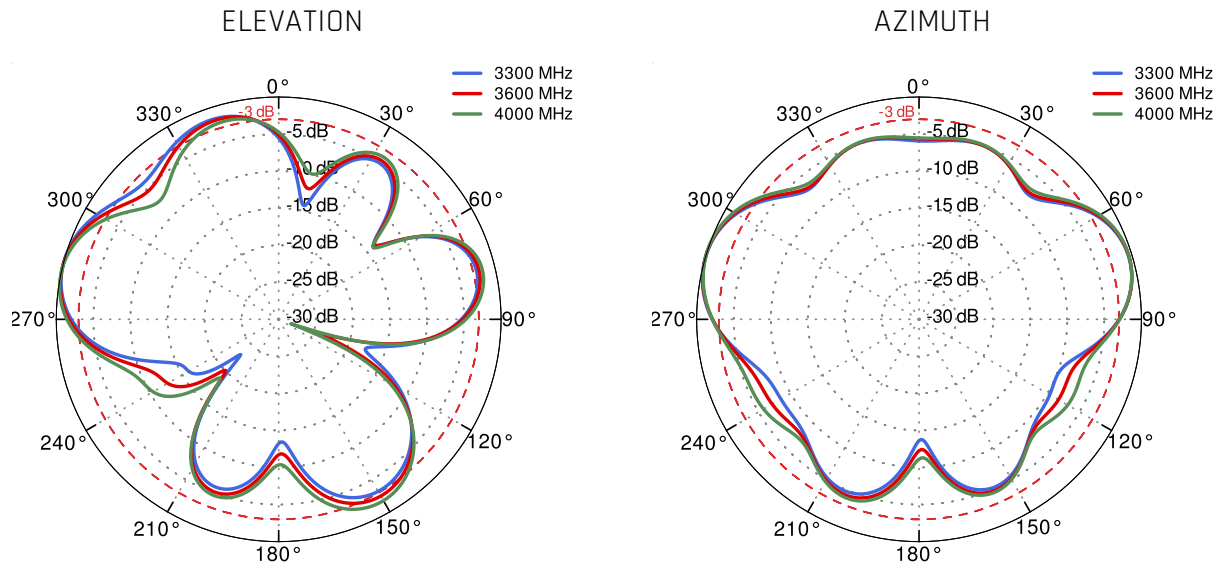 ELEVATION
3300 MHz
3600 MHz
4000 MHz
0°
30°
60°
90°
120°
150°
180°
210°
240°
270°
300°
330°
-3 dB
-5 dB
-15 dB
-20 dB
-25 dB
-30 dB
AZIMUTH
3300 MHz
3600 MHz
4000 MHz
0°
30°
60°
90°
120°
150°
180°
210°
240°
270°
300°
330°
-3 dB
-5 dB
-10 dB
-15 dB
-20 dB
-25 dB
-30 dB